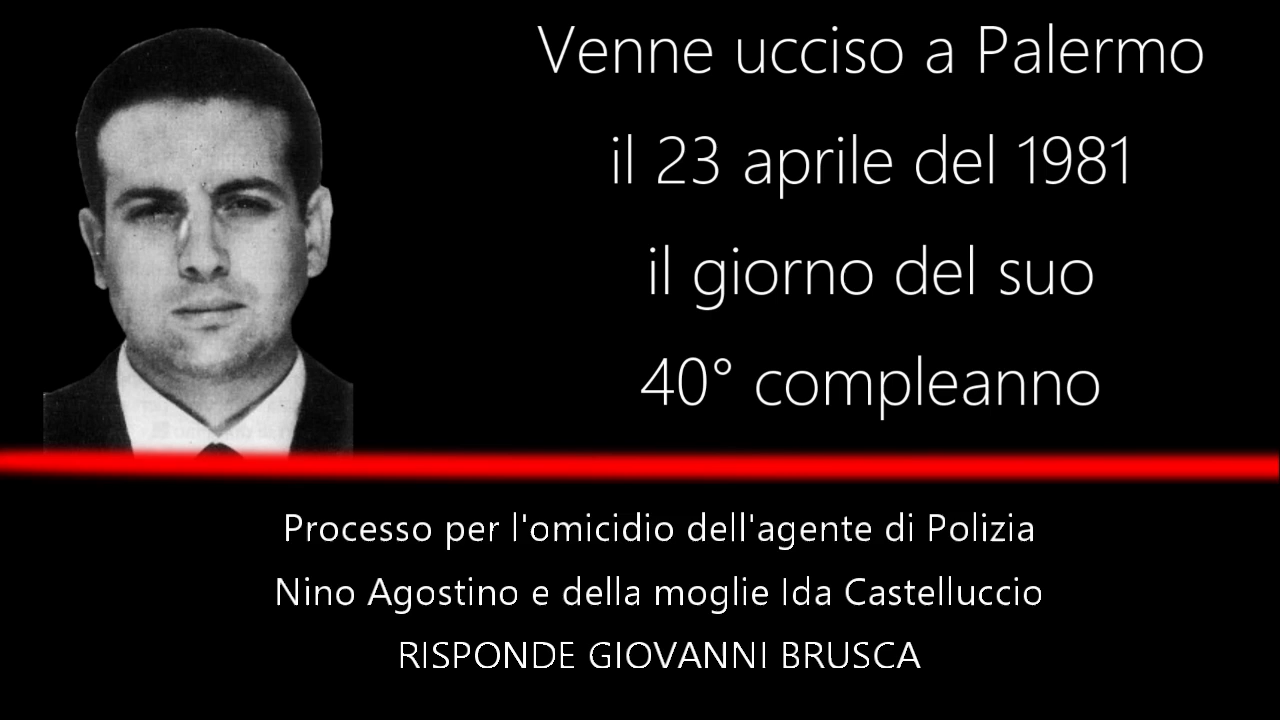 Venne ucciso a Palermo
il 23 aprile del 1981
il giorno del suo
40° compleanno
Processo per l'omicidio dell'agente di Polizia
Nino Agostino e della moglie Ida Castelluccio
RISPONDE GIOVANNI BRUSCA